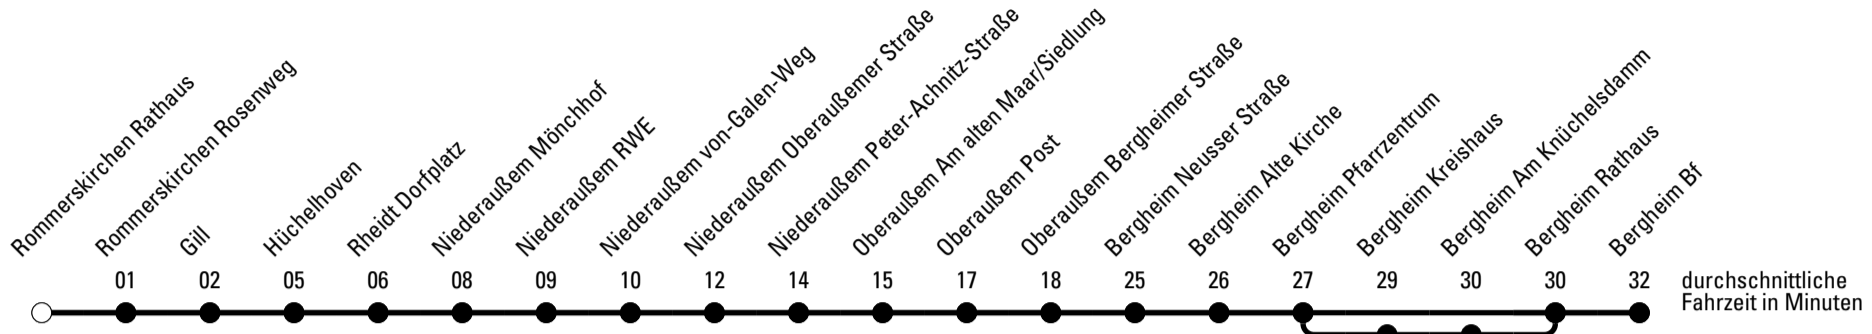 Rommerskirchen Rathaus
Rommerskirchen Rosenweg
Gill
Hüchelhoven
Rheidt Dorfplatz
Niederaußem Mönchhof
Niederaußem RWE
Niederaußem von-Galen-Weg
Niederaußem Oberaußemer Straße
Niederaußem Peter-Achnitz-Straße
Oberaußem Am alten Maar/Siedlung
Oberaußem Post
Oberaußem Bergheimer Straße
Bergheim Neusser Straße
Bergheim Alte Kirche
Bergheim Pfarrzentrum
Bergheim Kreishaus
Bergheim Am Knüchelsdamm
Bergheim Rathaus
Bergheim Bf
01 02 05 06 08 09 10 12 14 15 17 18 25 26 27 29 30 30 32 durchschnittliche
Fahrzeit in Minuten